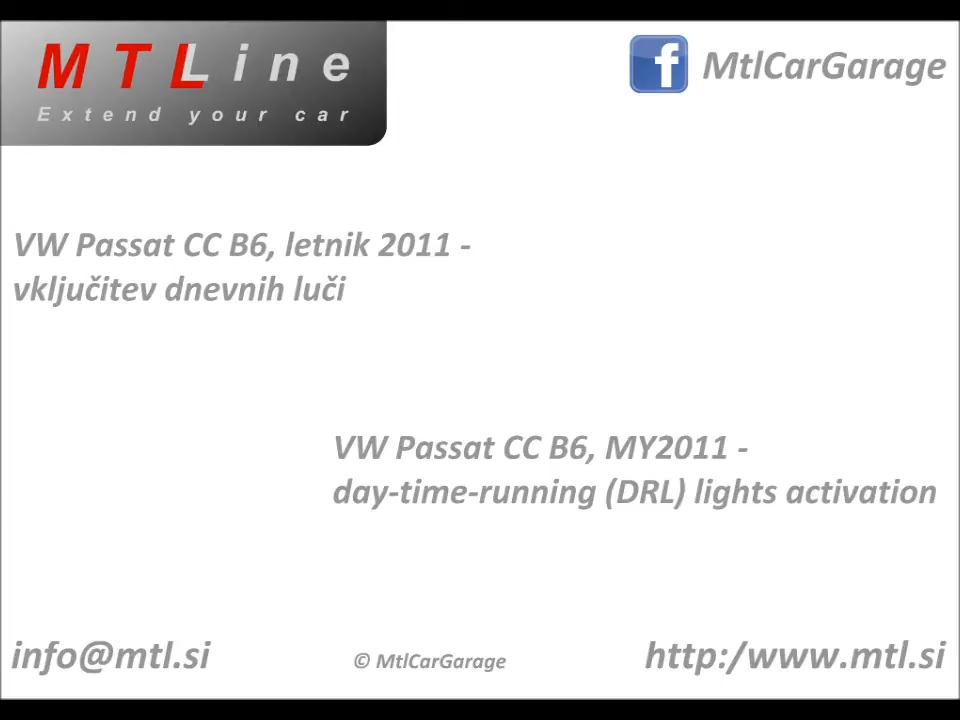 MTLLine
Extend your car
MtlCarGarage
VW Passat CC B6, letnik 2011 -
vključitev dnevnih luči
VW Passat CC B6, MY2011 -
day-time-running (DRL) lights activation
info@mtl.si
© MtlCarGarage
http:/www.mtl.si